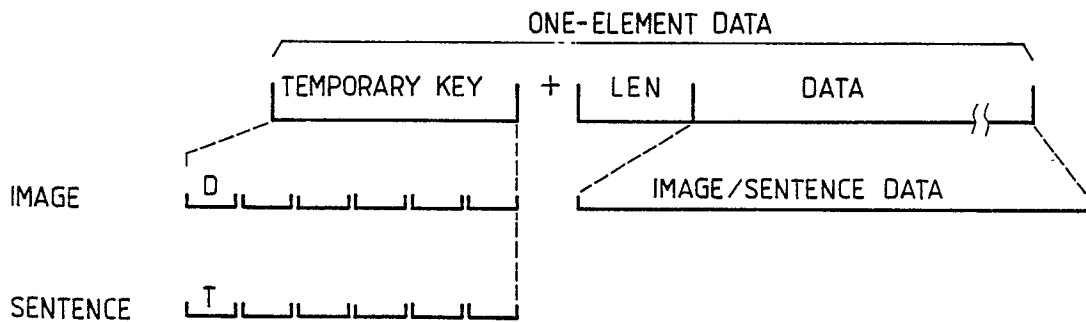 ONE-ELEMENT DATA
TEMPORARY KEY + LEN DATA
D
IMAGE IMAGE/SENTENCE DATA
T
SENTENCE